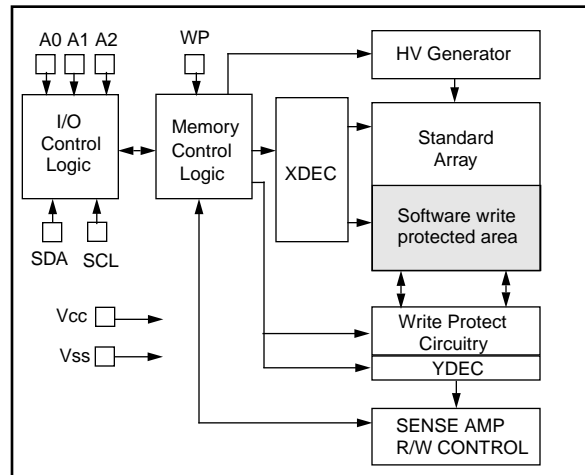 A0 A1 A2
WP
HV Generator
I/O
Control
Logic
Memory
Control
Logic
XDEC
Standard
Array
Software write
protected area
SDA
SCL
Vcc
Vss
Write Protect
Circuitry
YDEC
SENSE AMP
R/W CONTROL